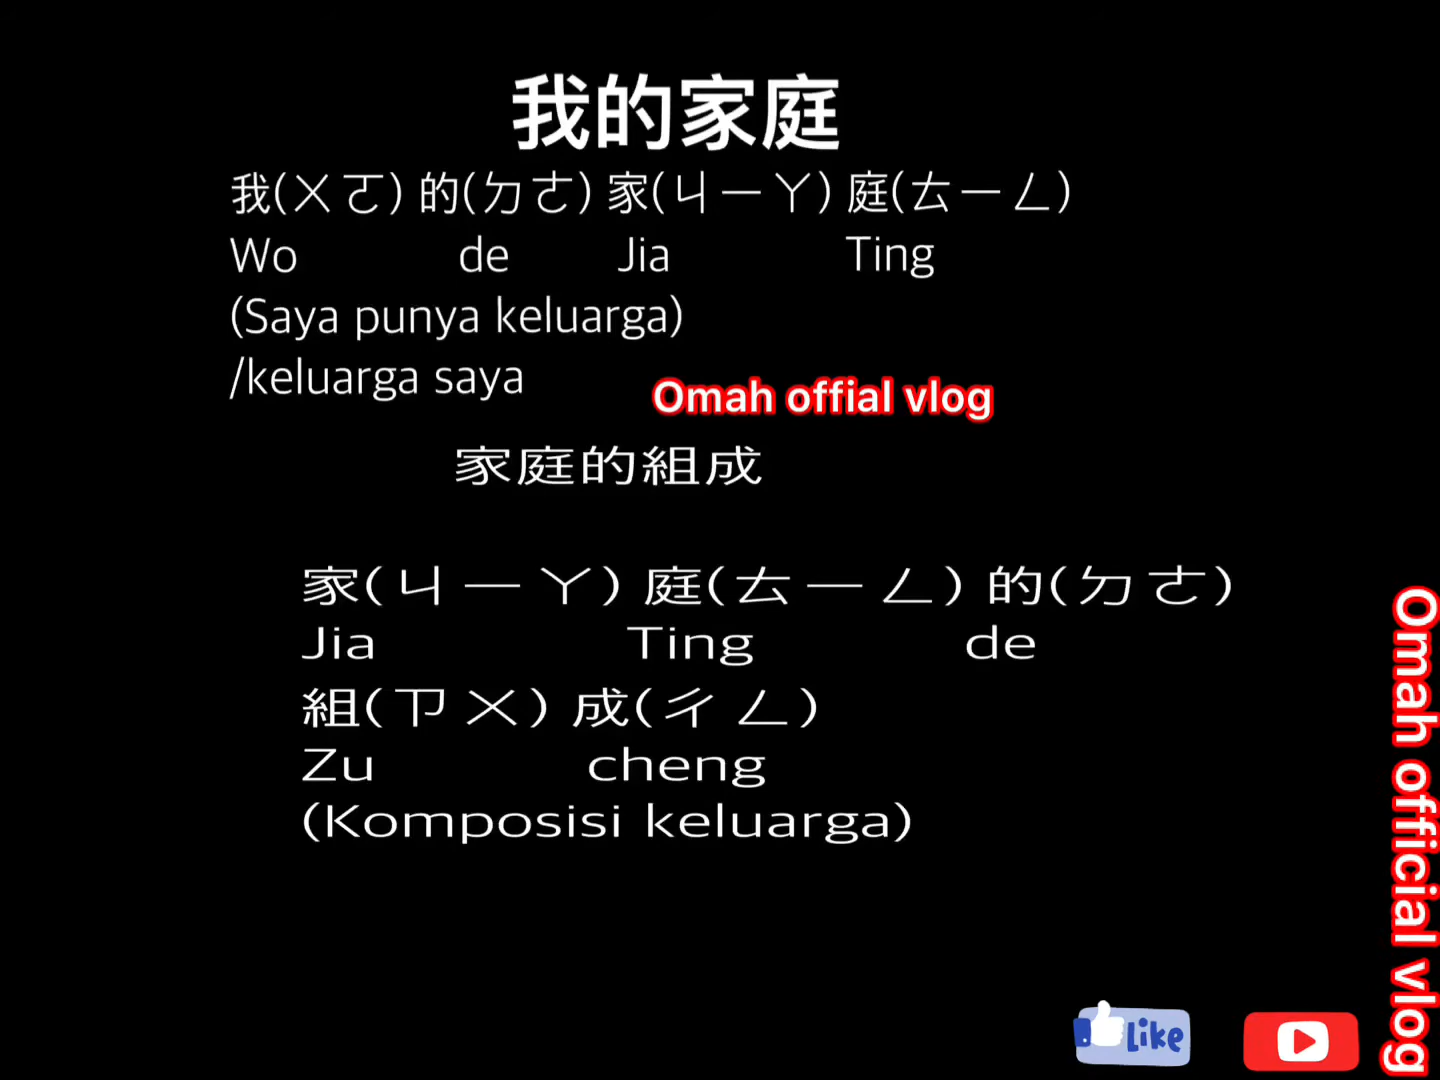 我的家庭
我(ㄨㄛ) 的(ㄉㄜ) 家(ㄐㄧㄚ) 庭(ㄊㄧㄥ)
Wo de Jia Ting
(Saya punya keluarga)
/keluarga saya
Omah offial vlog
家庭的組成
家(ㄐㄧㄚ) 庭(ㄊㄧㄥ) 的(ㄉㄜ)
Jia Ting de
組(ㄗㄨ) 成(ㄔㄥ)
Zu cheng
(Komposisi keluarga)
Omah official vlog
Like